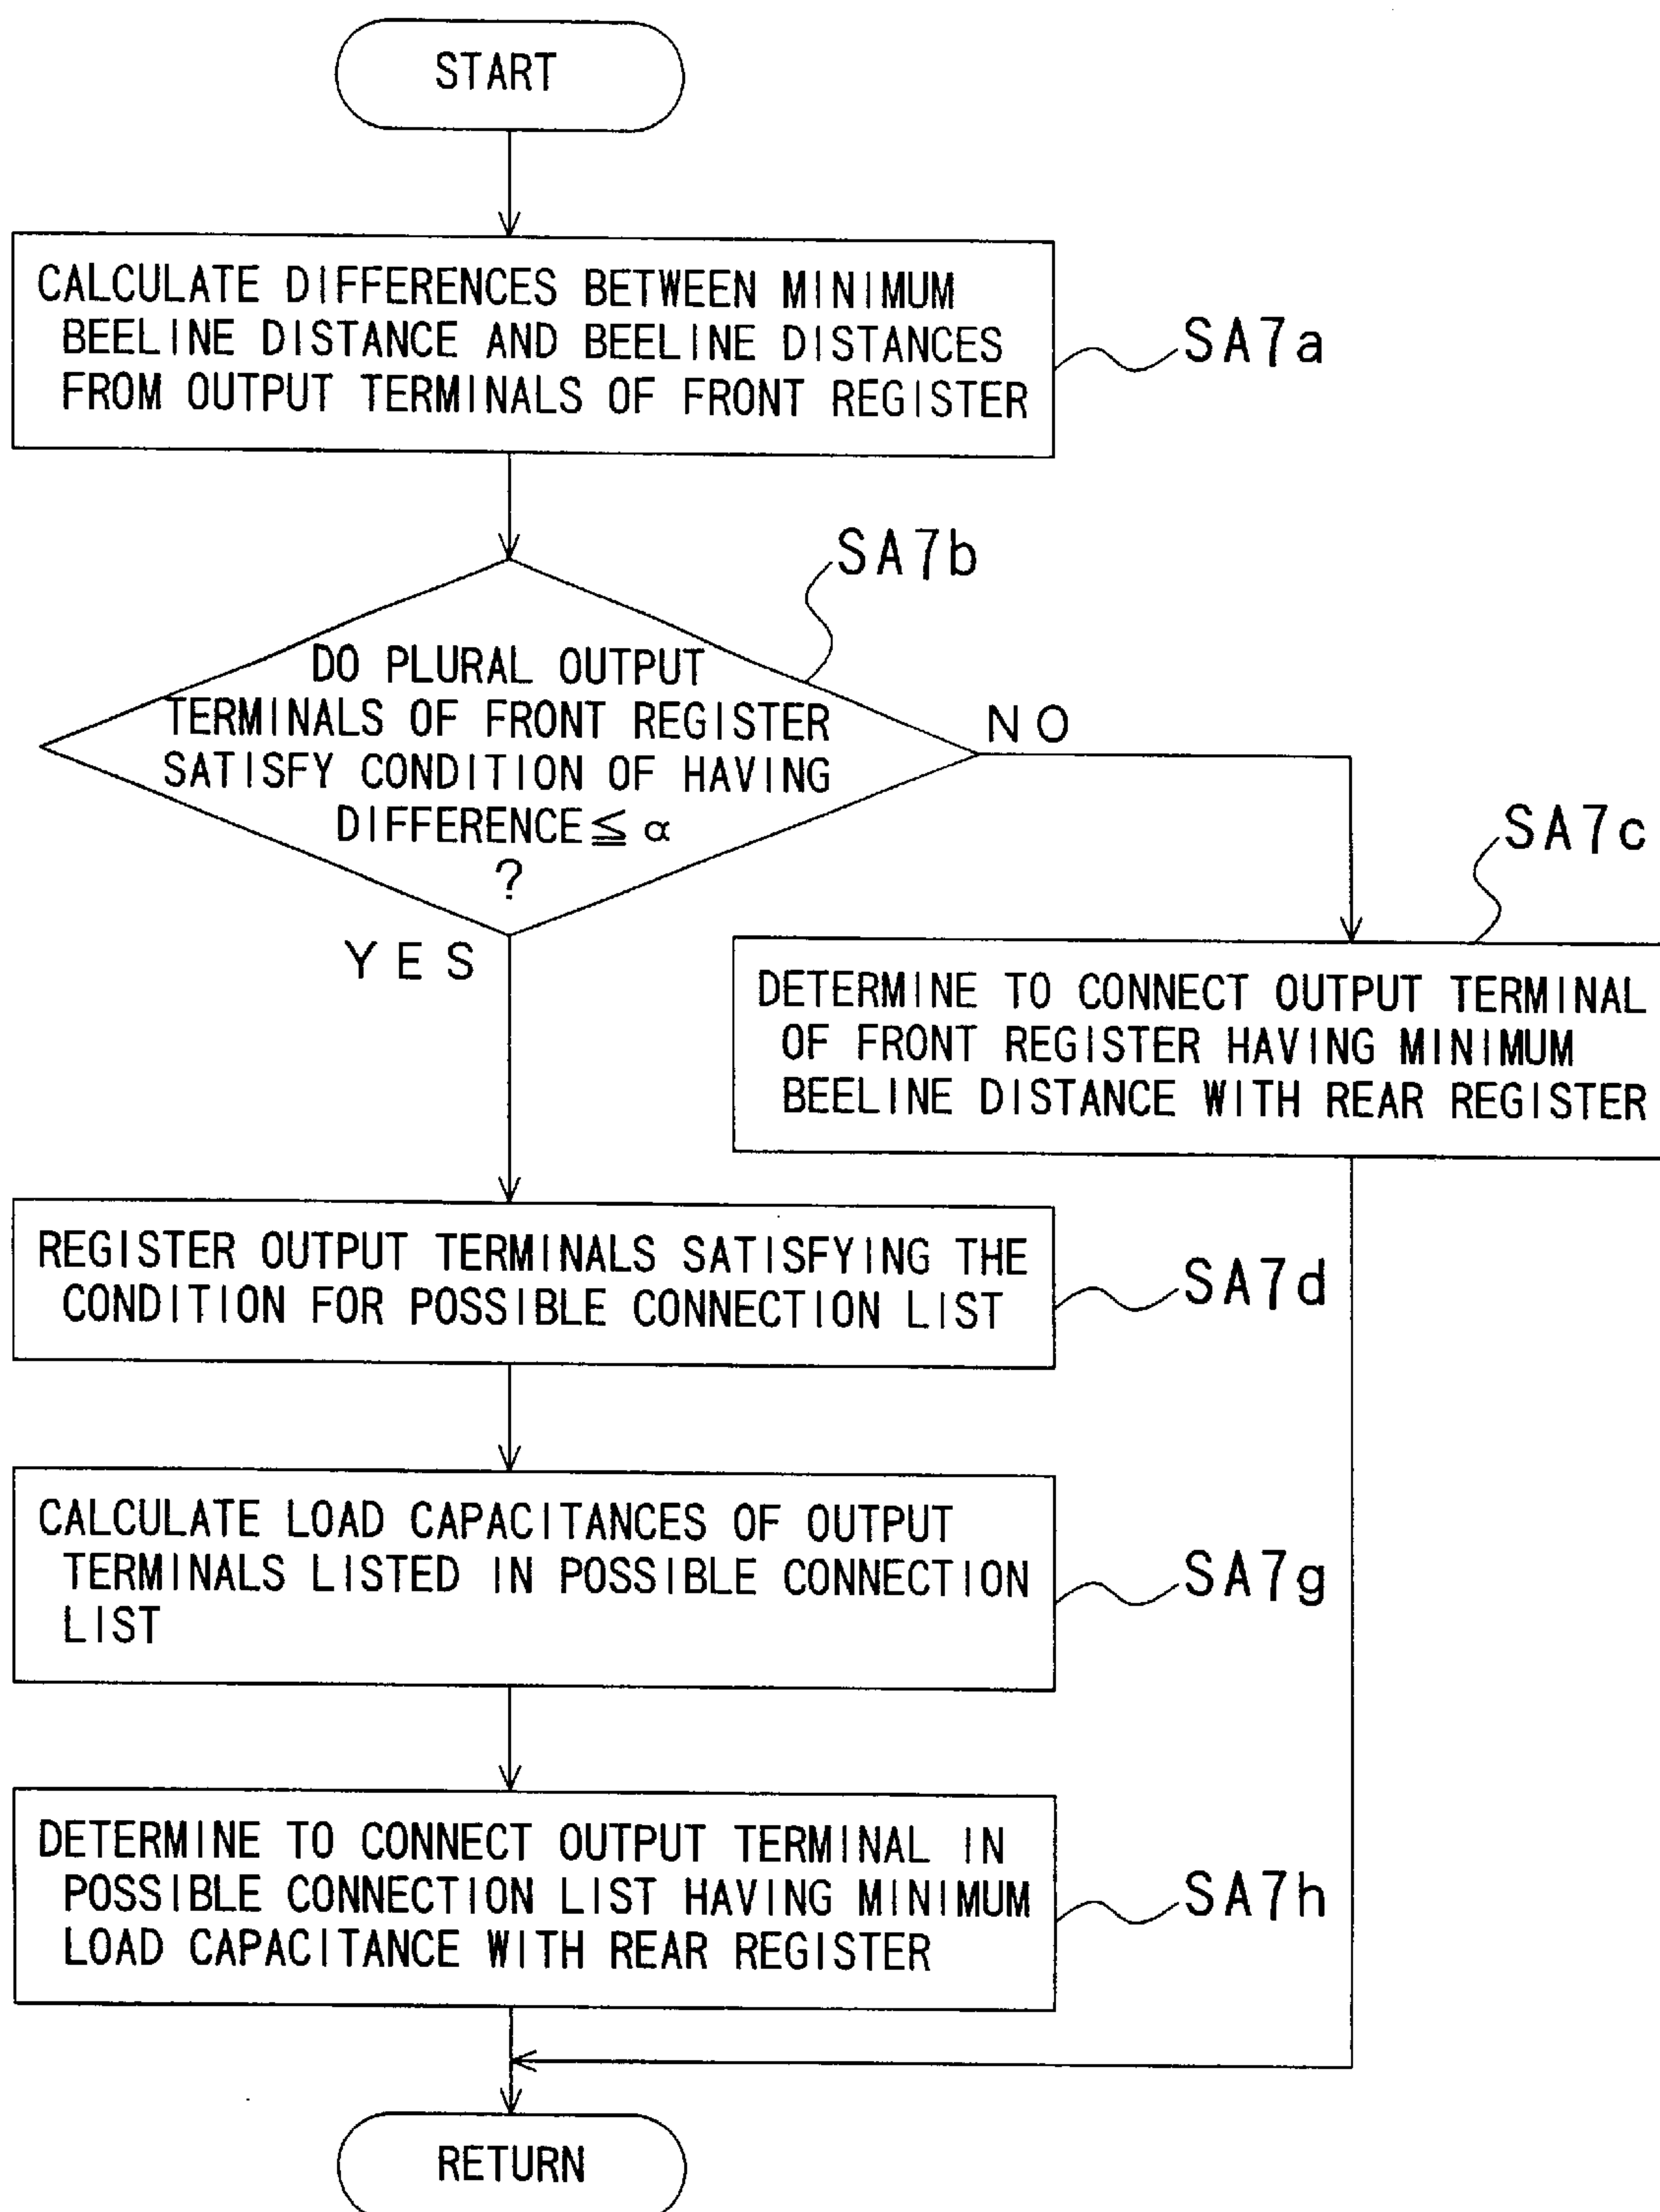 START
CALCULATE DIFFERENCES BETWEEN MINIMUM
BEELINE DISTANCE AND BEELINE DISTANCES
FROM OUTPUT TERMINALS OF FRONT REGISTER
SA7a
SA7b
DO PLURAL OUTPUT
TERMINALS OF FRONT REGISTER
SATISFY CONDITION OF HAVING
DIFFERENCE≦ α
?
NO
YES
SA7c
DETERMINE TO CONNECT OUTPUT TERMINAL
OF FRONT REGISTER HAVING MINIMUM
BEELINE DISTANCE WITH REAR REGISTER
REGISTER OUTPUT TERMINALS SATISFYING THE
CONDITION FOR POSSIBLE CONNECTION LIST
SA7d
CALCULATE LOAD CAPACITANCES OF OUTPUT
TERMINALS LISTED IN POSSIBLE CONNECTION
LIST
SA7g
DETERMINE TO CONNECT OUTPUT TERMINAL IN
POSSIBLE CONNECTION LIST HAVING MINIMUM
LOAD CAPACITANCE WITH REAR REGISTER
SA7h
RETURN